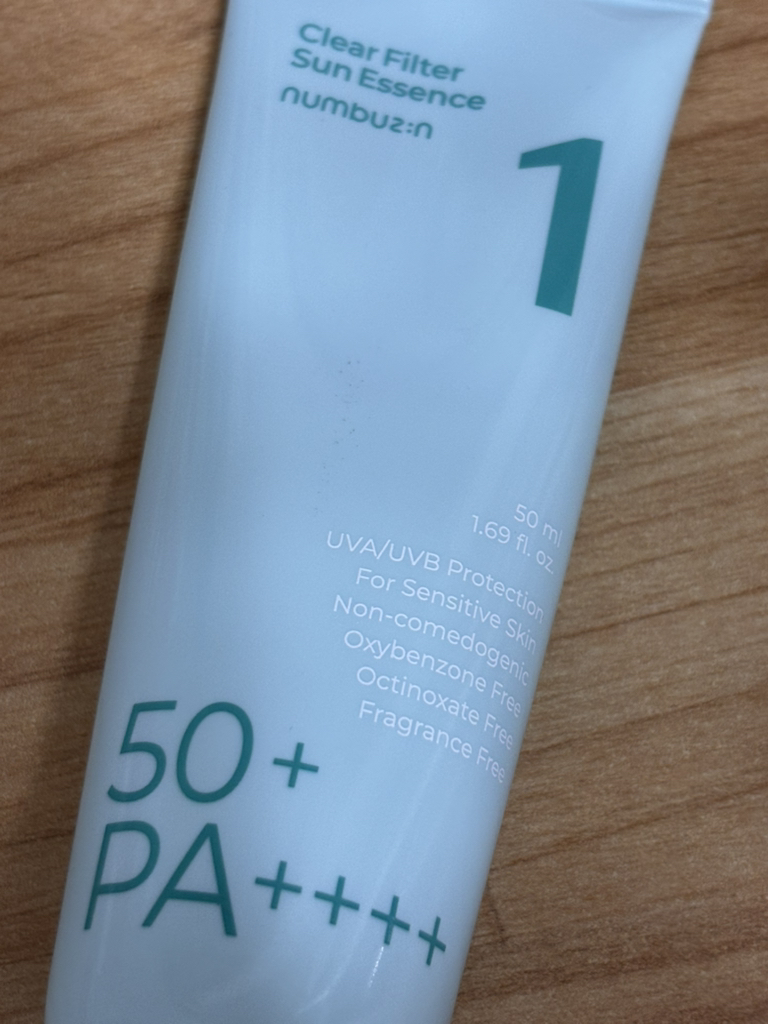 Clear Filter
Sun Essence
numbuz:n
1
50 ml
1.69 fl. oz.
UVA/UVB Protection
For Sensitive Skin
Non-comedogenic
Oxybenzone Free
Octinoxate Free
Fragrance Free
50+
PA++++